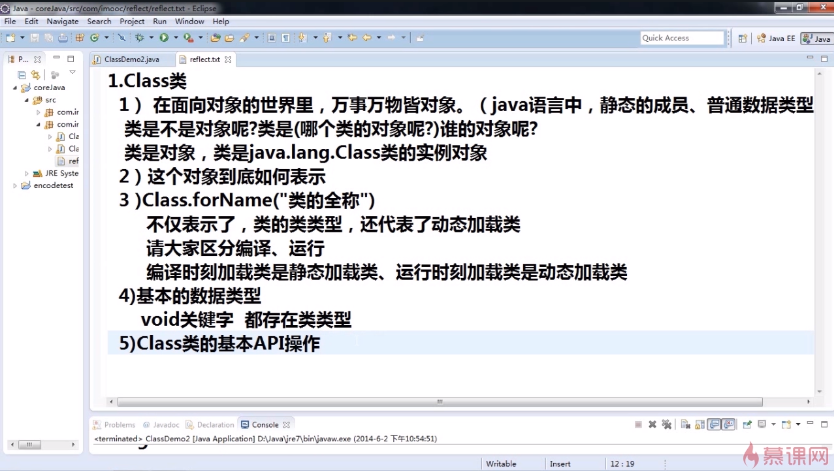 Java - coreJava/src/com/imooc/reflect/reflect.txt - Eclipse
File Edit Navigate Search Project Run Window Help
Quick Access
Java EE
Java
P...
ClassDemo2.java
reflect.txt
coreJava
src
com.ir
com.ir
Cla
Cla
ref
JRE Syste
encodetest
1.Class类
1） 在面向对象的世界里，万事万物皆对象。（java语言中，静态的成员、普通数据类型
类是不是对象呢?类是(哪个类的对象呢?)谁的对象呢?
类是对象，类是java.lang.Class类的实例对象
2）这个对象到底如何表示
3 )Class.forName("类的全称")
不仅表示了，类的类类型，还代表了动态加载类
请大家区分编译、运行
编译时刻加载类是静态加载类、运行时刻加载类是动态加载类
4)基本的数据类型
void关键字 都存在类类型
5)Class类的基本API操作
Problems Javadoc Declaration Console
<terminated> ClassDemo2 [Java Application] D:\Java\jre7\bin\javaw.exe (2014-6-2 下午10:54:51)
Writable Insert 12 : 19
慕课网